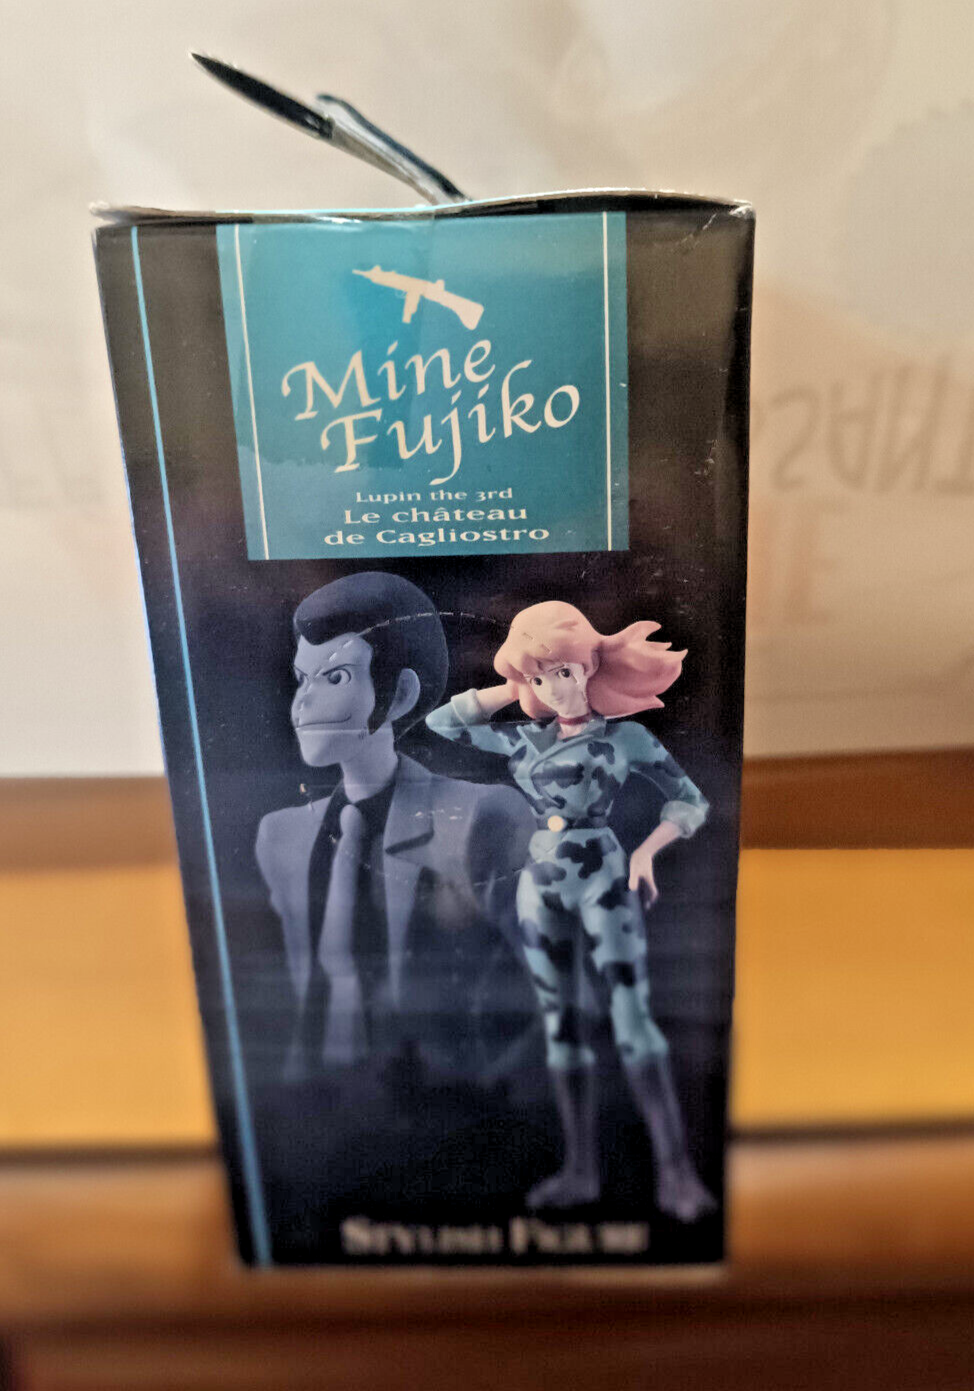 Mine
Fujiko
Lupin the 3rd
Le château
de Cagliostro
STYLISH FIGURE